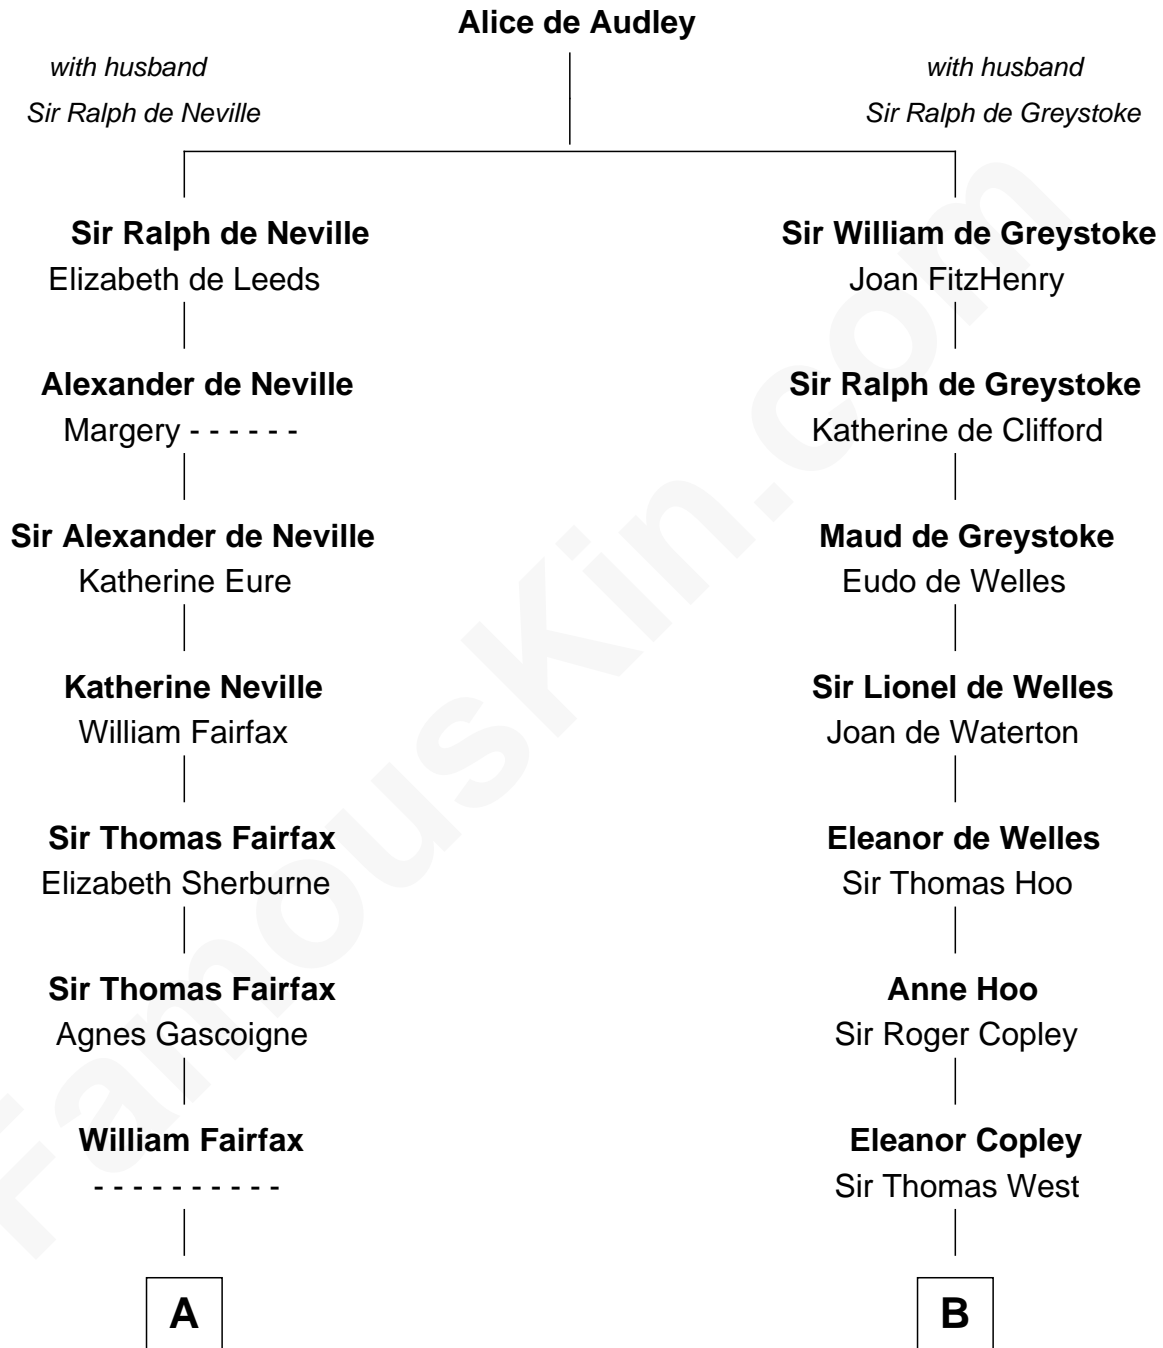 Alice de Audley
with husband
Sir Ralph de Neville
with husband
Sir Ralph de Greystoke
Sir Ralph de Neville
Elizabeth de Leeds
Sir William de Greystoke
Joan FitzHenry
Alexander de Neville
Margery - - - - - -
Sir Ralph de Greystoke
Katherine de Clifford
Sir Alexander de Neville
Katherine Eure
Maud de Greystoke
Eudo de Welles
Katherine Neville
William Fairfax
Sir Lionel de Welles
Joan de Waterton
Sir Thomas Fairfax
Elizabeth Sherburne
Eleanor de Welles
Sir Thomas Hoo
Sir Thomas Fairfax
Agnes Gascoigne
Anne Hoo
Sir Roger Copley
William Fairfax
- - - - - - - - - -
Eleanor Copley
Sir Thomas West
A
B
FamousKin.com